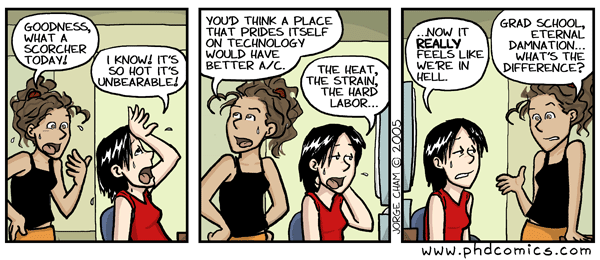 GOODNESS,
WHAT A
SCORCHER
TODAY!
I KNOW! IT'S
SO HOT IT'S
UNBEARABLE!
YOU'D THINK A PLACE
THAT PRIDES ITSELF
ON TECHNOLOGY
WOULD HAVE
BETTER A/C.
THE HEAT,
THE STRAIN,
THE HARD
LABOR...
JORGE CHAM © 2005
...NOW IT
REALLY
FEELS LIKE
WE'RE IN
HELL.
GRAD SCHOOL,
ETERNAL
DAMNATION...
WHAT'S THE
DIFFERENCE?
www.phdcomics.com